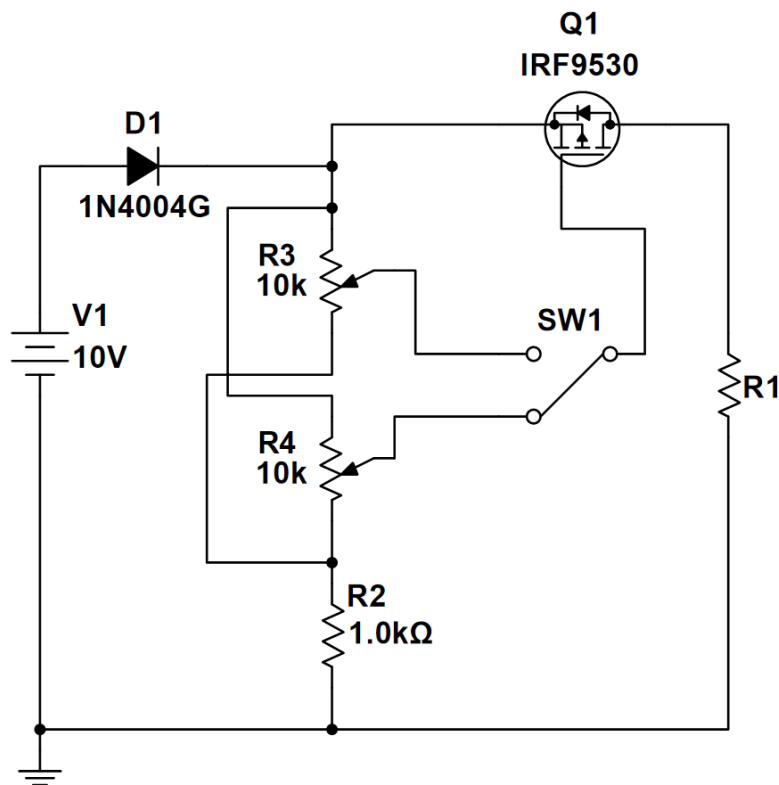 Q1
IRF9530
D1
1N4004G
R3
10k
V1
10V
SW1
R1
R4
10k
R2
1.0kΩ